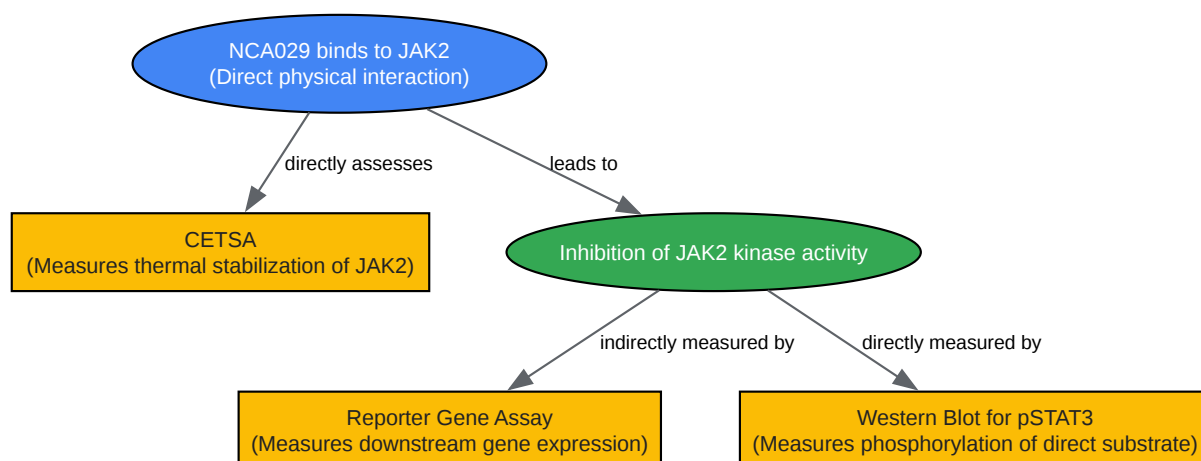 NCA029 binds to JAK2
(Direct physical interaction)
directly assesses
leads to
CETSA
(Measures thermal stabilization of JAK2)
Inhibition of JAK2 kinase activity
indirectly measured by
directly measured by
Reporter Gene Assay
(Measures downstream gene expression)
Western Blot for pSTAT3
(Measures phosphorylation of direct substrate)